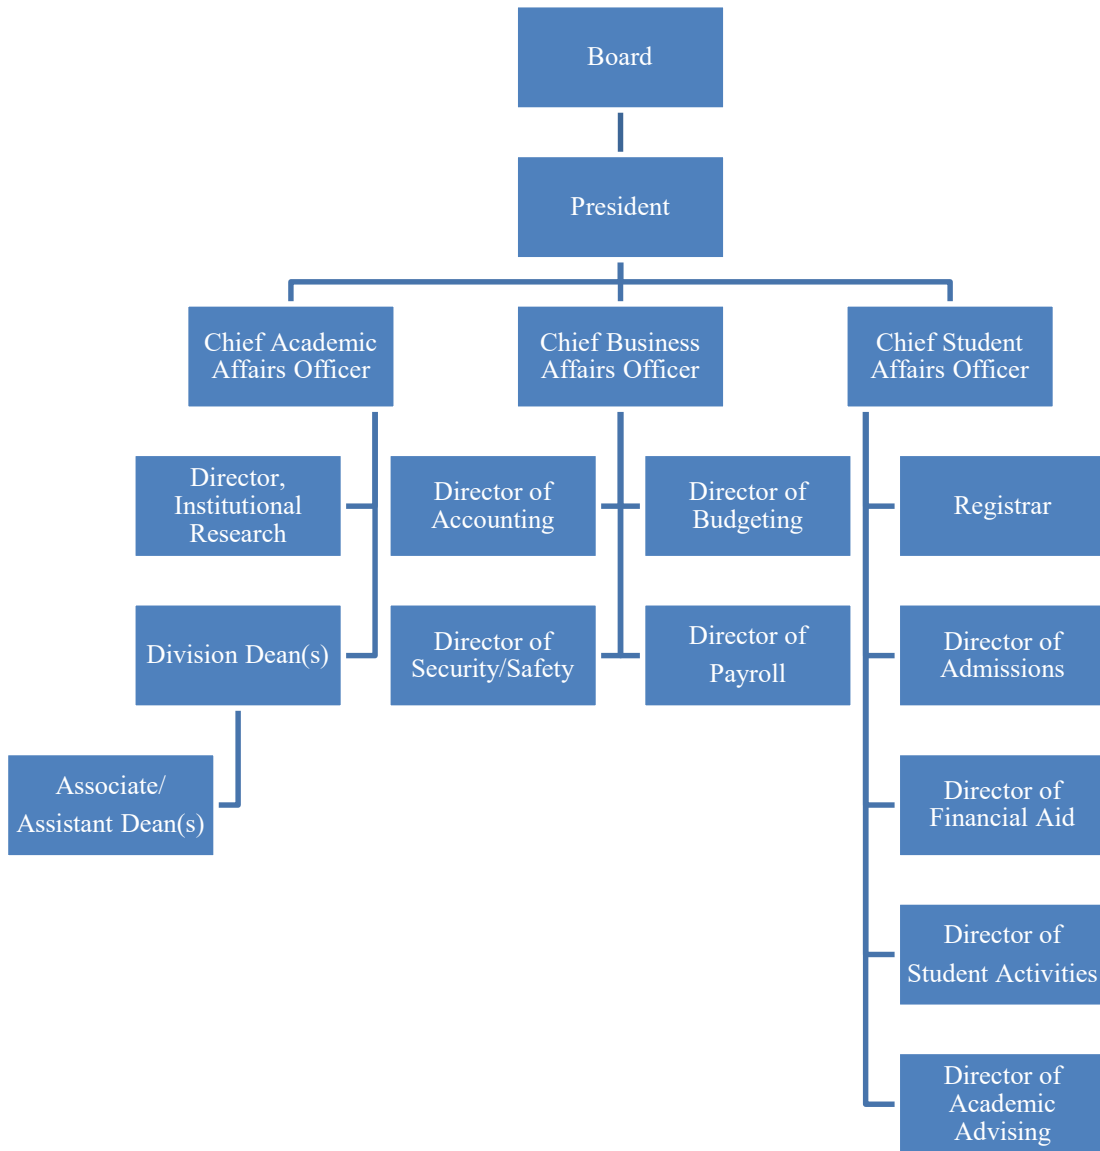 Board
President
Chief Academic
Affairs Officer
Chief Business
Affairs Officer
Chief Student
Affairs Officer
Director,
Institutional
Research
Director of
Accounting
Director of
Budgeting
Registrar
Division Dean(s)
Director of
Security/Safety
Director of
Payroll
Director of
Admissions
Associate/
Assistant Dean(s)
Director of
Financial Aid
Director of
Student Activities
Director of
Academic
Advising